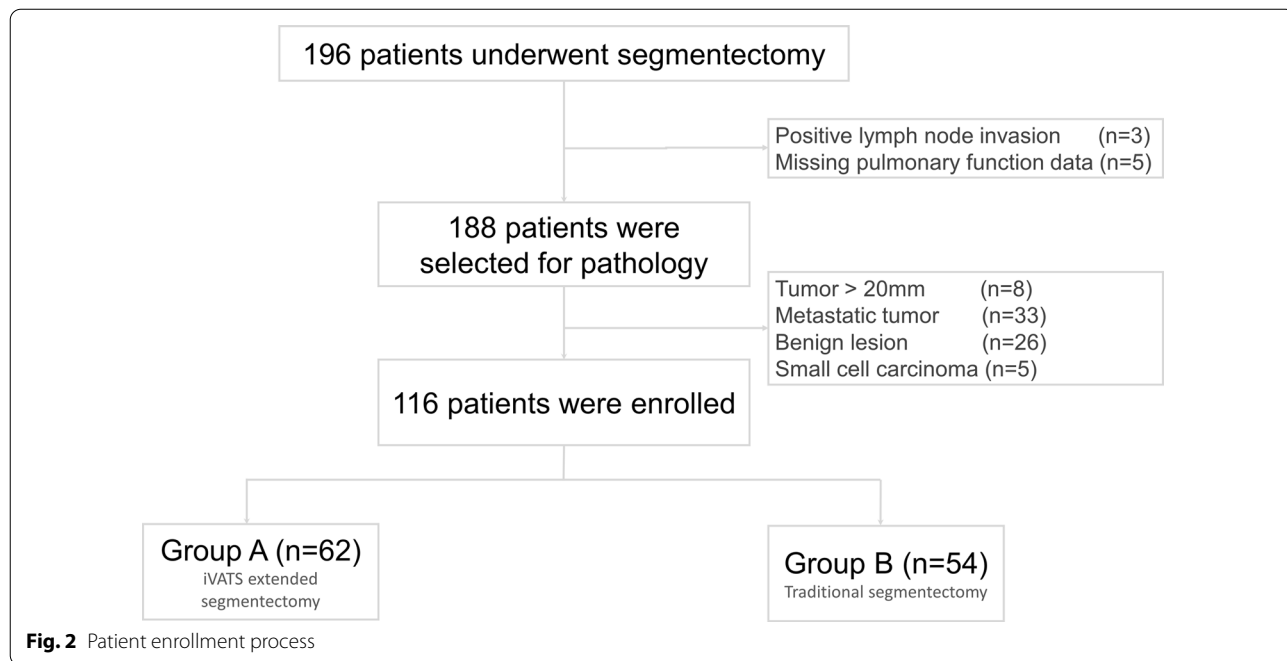 196 patients underwent segmentectomy
Positive lymph node invasion (n=3)
Missing pulmonary function data (n=5)
188 patients were
selected for pathology
Tumor > 20mm (n=8)
Metastatic tumor (n=33)
Benign lesion (n=26)
Small cell carcinoma (n=5)
116 patients were enrolled
Group A (n=62)
iVATS extended
segmentectomy
Group B (n=54)
Traditional segmentectomy
Fig. 2 Patient enrollment process